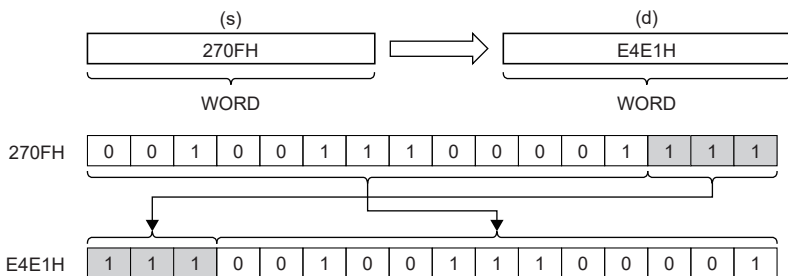 (s) (d)
270FH E4E1H
WORD WORD
270FH 0 0 1 0 0 1 1 1 0 0 0 0 1 1 1 1
E4E1H 1 1 1 0 0 1 0 0 1 1 1 0 0 0 0 1